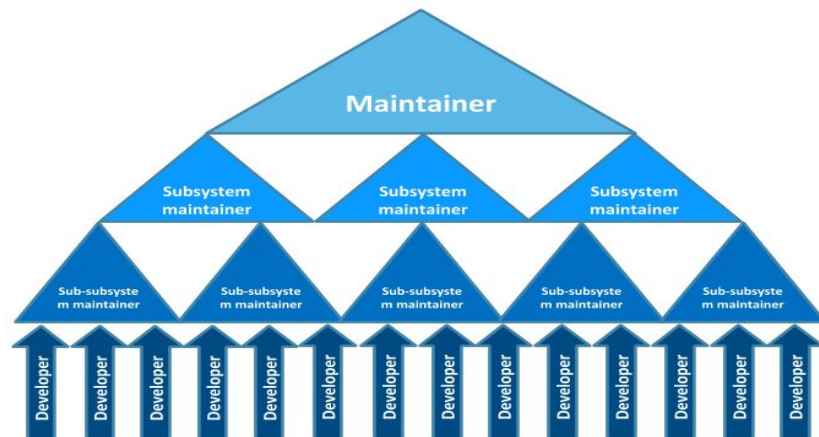 Maintainer
Subsystem
maintainer
Subsystem
maintainer
Subsystem
maintainer
Sub-subsyste
m maintainer
Sub-subsyste
m maintainer
Sub-subsyste
m maintainer
Sub-subsyste
m maintainer
Sub-subsyste
m maintainer
Developer
Developer
Developer
Developer
Developer
Developer
Developer
Developer
Developer
Developer
Developer
Developer
Developer
Developer